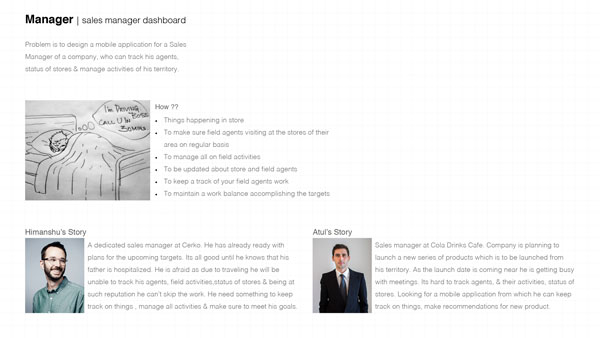 Manager | sales manager dashboard
Problem is to design a mobile application for a Sales
Manager of a company, who can track his agents,
status of stores & manage activities of his territory.
I'm DRIVING BOSS
CALL U IN
30MINS
How ??
• Things happening in store
• To make sure field agents visiting at the stores of their
area on regular basis
• To manage all on field activities
• To be updated about store and field agents
• To keep a track of your field agents work
• To maintain a work balance accomplishing the targets
Himanshu's Story
A dedicated sales manager at Cerko. He has already ready with
plans for the upcoming targets. Its all good until he knows that his
father is hospitalized. He is afraid as due to traveling he will be
unable to track his agents, field activities,status of stores & being at
such reputation he can't skip the work. He need something to keep
track on things , manage all activities & make sure to meet his goals.
Atul's Story
Sales manager at Cola Drinks Cafe. Company is planning to
launch a new series of products which is to be launched from
his territory. As the launch date is coming near he is getting busy
with meetings. Its hard to track agents, & their activities, status of
stores. Looking for a mobile application from which he can keep
track on things, make recommendations for new product.